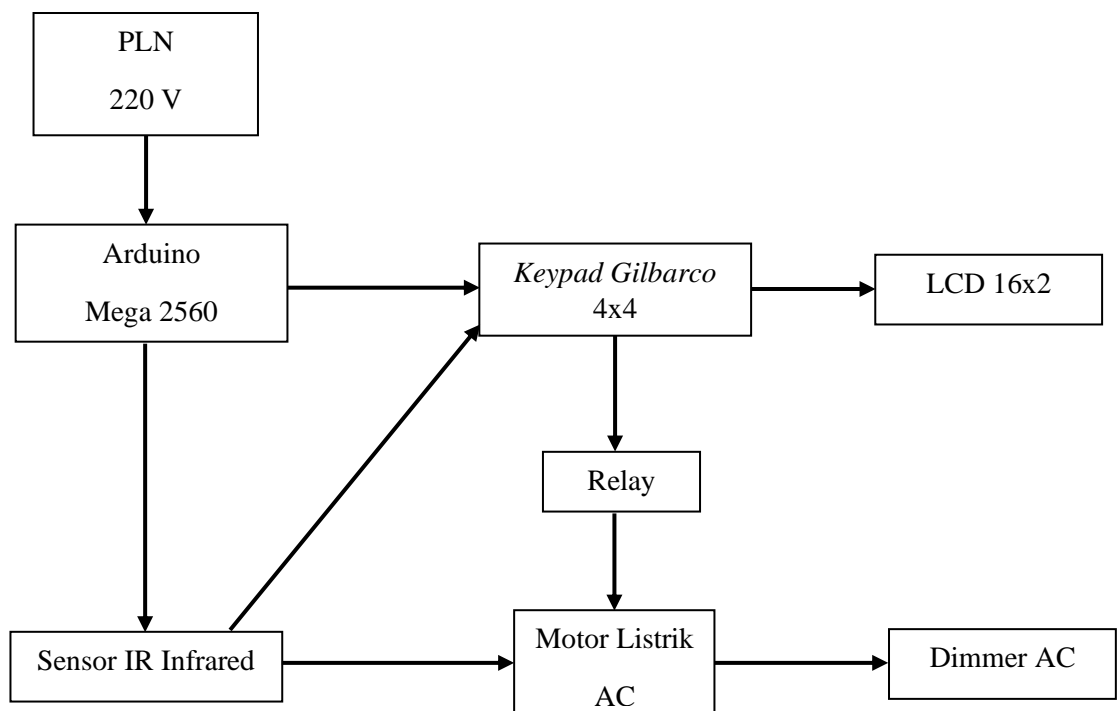 PLN
220 V
Arduino
Mega 2560
Keypad Gilbarco
4x4
LCD 16x2
Relay
Sensor IR Infrared
Motor Listrik
AC
Dimmer AC